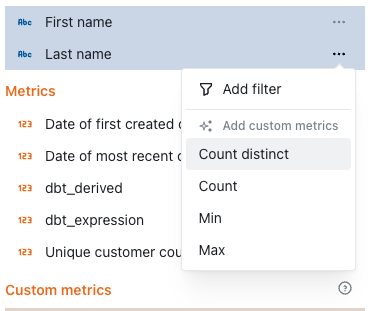 Abc First name ...
Abc Last name ...
Metrics
Add filter
123 Date of first created
Add custom metrics
123 Date of most recent
Count distinct
123 dbt_derived
Count
123 dbt_expression
Min
123 Unique customer cou
Max
Custom metrics ?